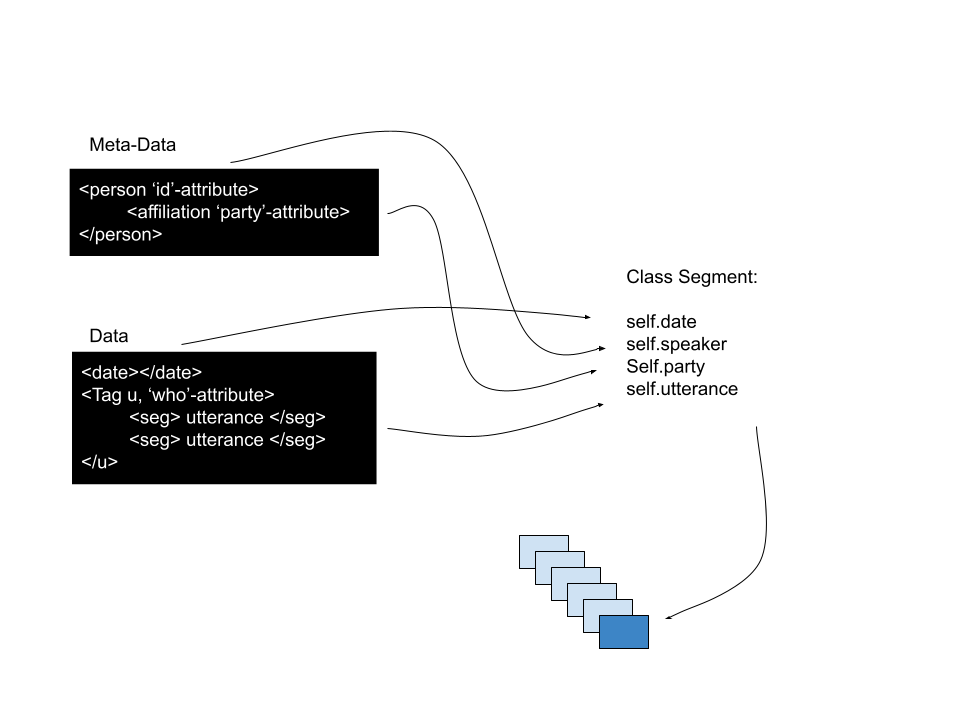 Meta-Data
<person ‘id’-attribute>
<affiliation ‘party’-attribute>
</person>
Data
<date></date>
<Tag u, ‘who’-attribute>
<seg> utterance </seg>
<seg> utterance </seg>
</u>
Class Segment:
self.date
self.speaker
Self.party
self.utterance